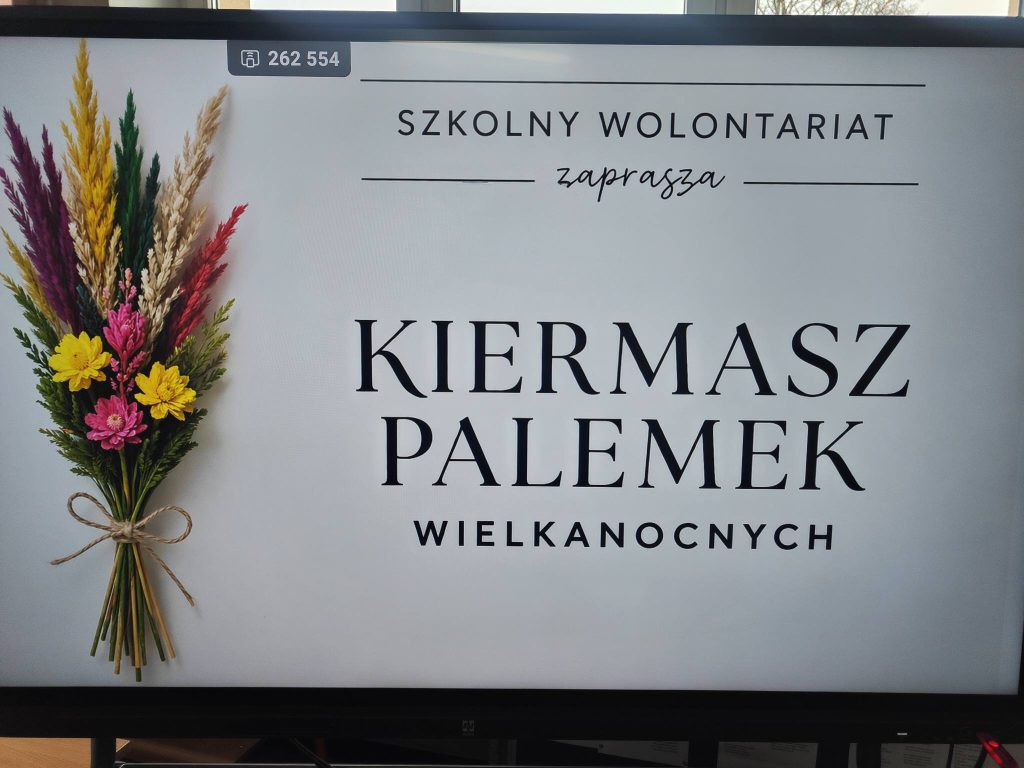 262 554
SZKOLNY WOLONTARIAT
zaprasza
KIERMASZ
PALEMEK
WIELKANOCNYCH